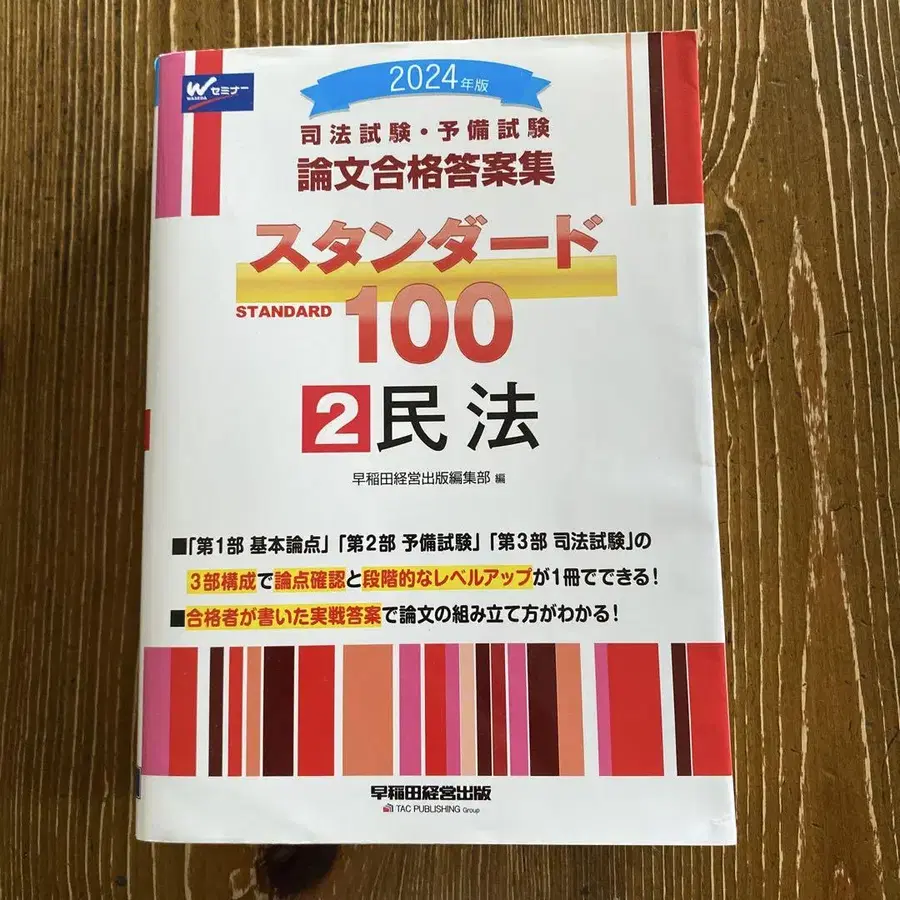 Wセミナー
WASEDA
2024年版
司法試験・予備試験
論文合格答案集
スタンダード
STANDARD 100
2 民法
早稲田経営出版編集部 編
■「第1部 基本論点」「第2部 予備試験」「第3部 司法試験」の
3部構成で論点確認と段階的なレベルアップが1冊でできる！
■合格者が書いた実戦答案で論文の組み立て方がわかる！
早稲田経営出版
TAC PUBLISHING Group